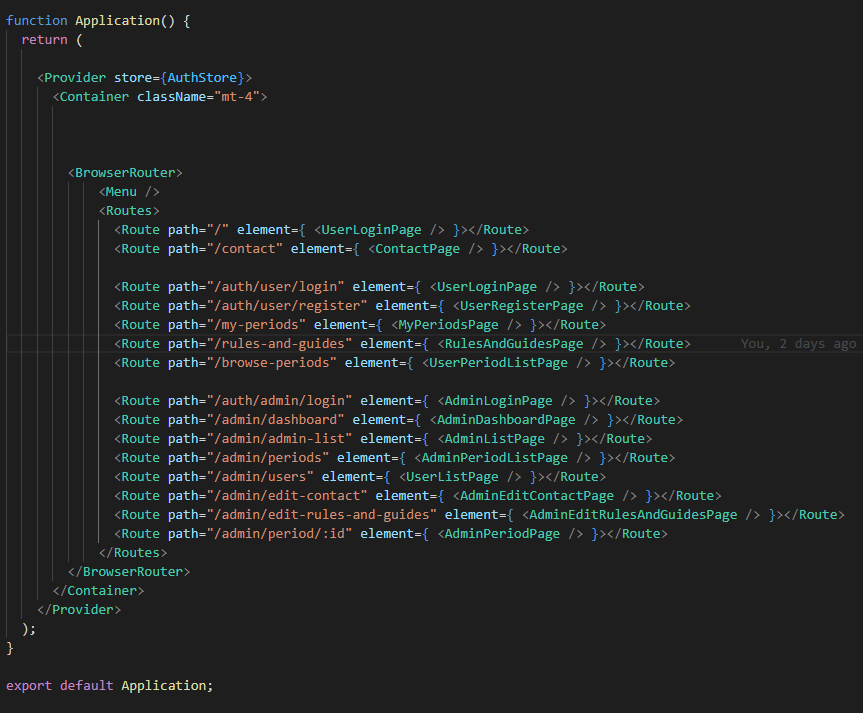 function Application() {
return (
<Provider store={AuthStore}>
<Container className="mt-4">
<BrowserRouter>
<Menu />
<Routes>
<Route path="/" element={ <UserLoginPage /> }></Route>
<Route path="/contact" element={ <ContactPage /> }></Route>
<Route path="/auth/user/login" element={ <UserLoginPage /> }></Route>
<Route path="/auth/user/register" element={ <UserRegisterPage /> }></Route>
<Route path="/my-periods" element={ <MyPeriodsPage /> }></Route>
<Route path="/rules-and-guides" element={ <RulesAndGuidesPage /> }></Route> You, 2 days ago
<Route path="/browse-periods" element={ <UserPeriodListPage /> }></Route>
<Route path="/auth/admin/login" element={ <AdminLoginPage /> }></Route>
<Route path="/admin/dashboard" element={ <AdminDashboardPage /> }></Route>
<Route path="/admin/admin-list" element={ <AdminListPage /> }></Route>
<Route path="/admin/periods" element={ <AdminPeriodListPage /> }></Route>
<Route path="/admin/users" element={ <UserListPage /> }></Route>
<Route path="/admin/edit-contact" element={ <AdminEditContactPage /> }></Route>
<Route path="/admin/edit-rules-and-guides" element={ <AdminEditRulesAndGuidesPage /> }></Route>
<Route path="/admin/period/:id" element={ <AdminPeriodPage /> }></Route>
</Routes>
</BrowserRouter>
</Container>
</Provider>
);
}
export default Application;